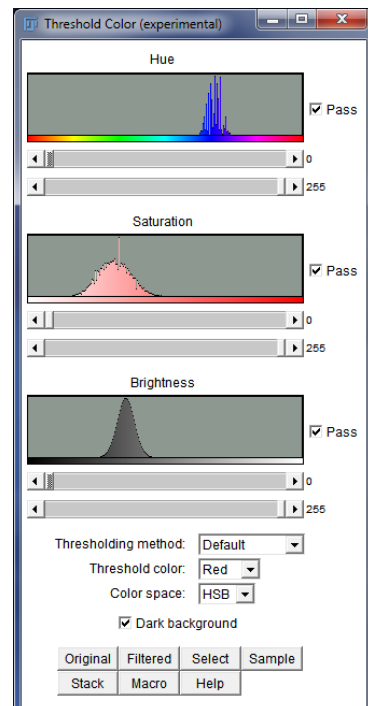 Threshold Color (experimental)
Hue
Pass
0
255
Saturation
Pass
0
255
Brightness
Pass
0
255
Thresholding method: Default
Threshold color: Red
Color space: HSB
Dark background
Original Filtered Select Sample
Stack Macro Help